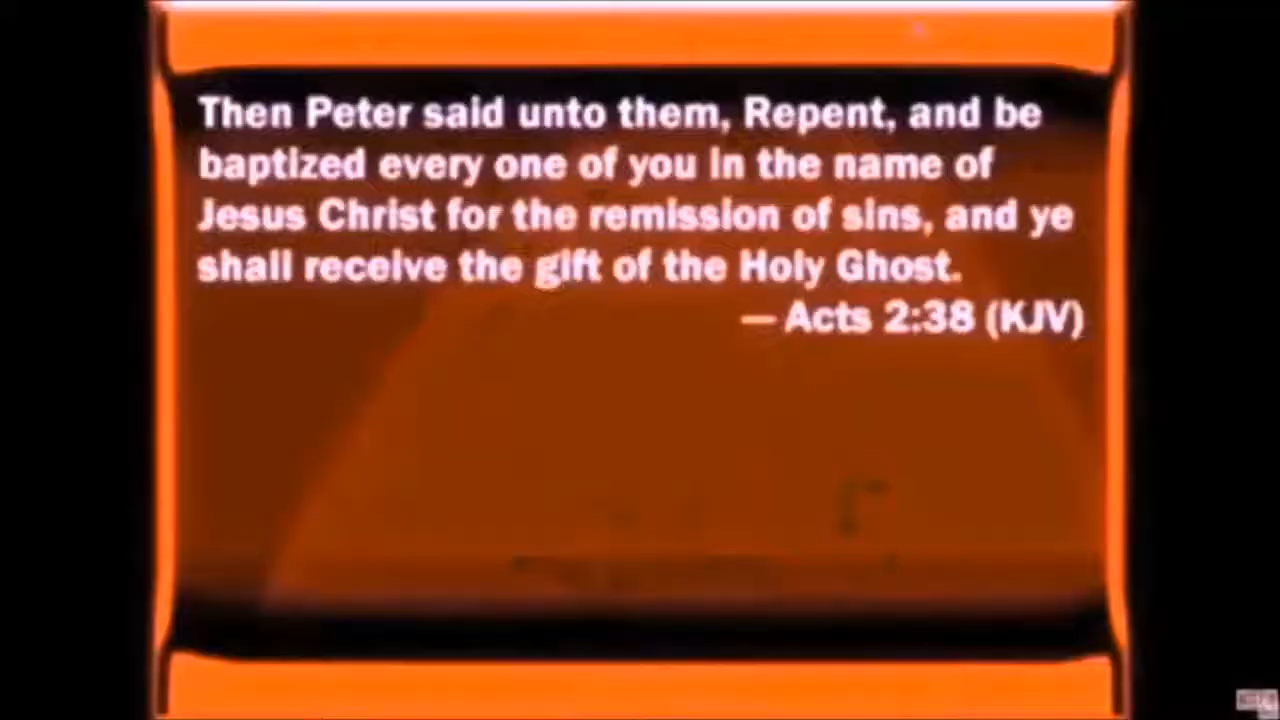 Then Peter said unto them, Repent, and be
baptized every one of you in the name of
Jesus Christ for the remission of sins, and ye
shall receive the gift of the Holy Ghost.
— Acts 2:38 (KJV)